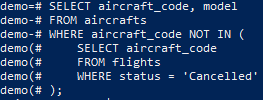 demo=# SELECT aircraft_code, model
demo-# FROM aircrafts
demo-# WHERE aircraft_code NOT IN (
demo(#     SELECT aircraft_code
demo(#     FROM flights
demo(#     WHERE status = 'Cancelled'
demo(# );